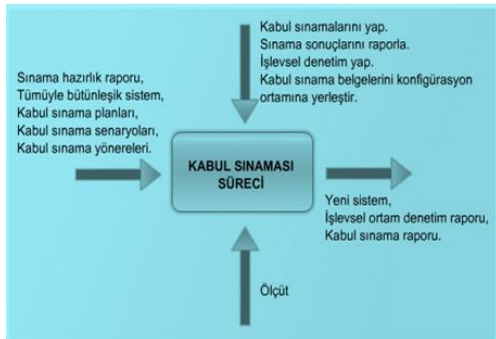 Kabul sınamalarını yap.
Sınama sonuçlarını raporla.
İşlevsel denetim yap.
Kabul sınama belgelerini konfigürasyon
ortamına yerleştir.
Sınama hazırlık raporu,
Tümüyle bütünleşik sistem,
Kabul sınama planları,
Kabul sınama senaryoları,
Kabul sınama yönereleri.
KABUL SINAMASI
SÜRECİ
Yeni sistem,
İşlevsel ortam denetim raporu,
Kabul sınama raporu.
Ölçüt